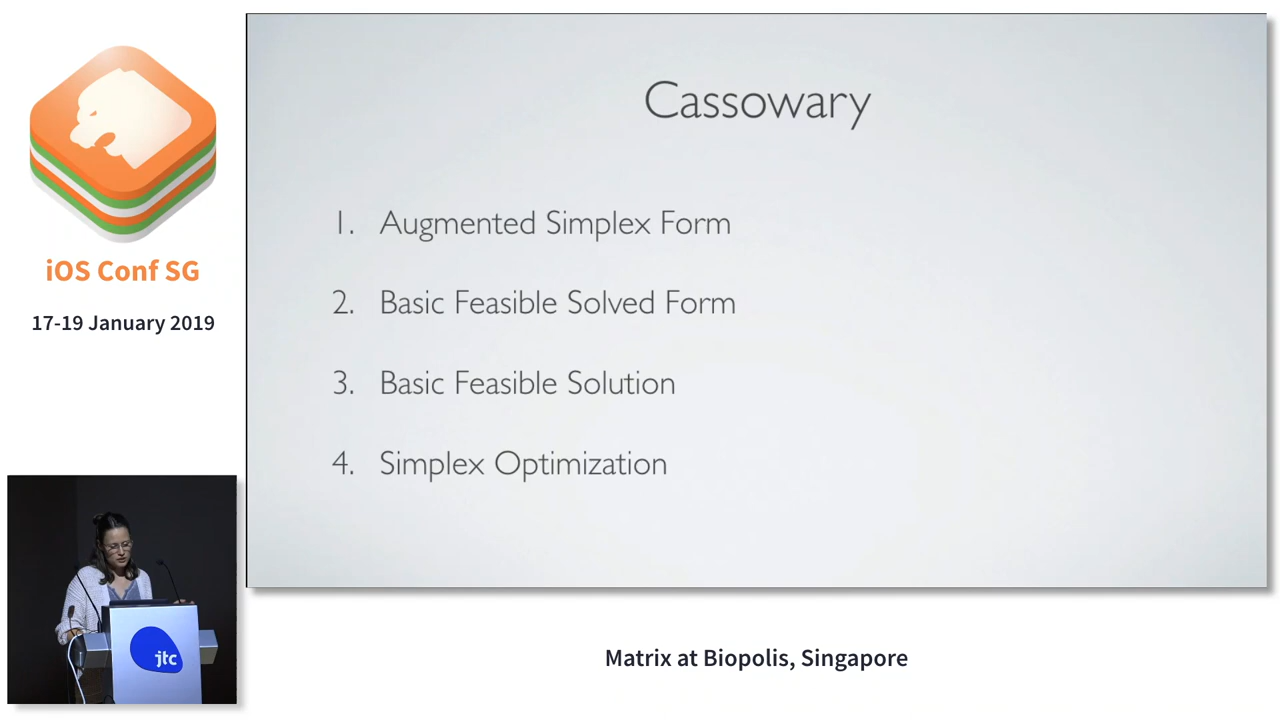 iOS Conf SG
17-19 January 2019
Cassowary
1. Augmented Simplex Form
2. Basic Feasible Solved Form
3. Basic Feasible Solution
4. Simplex Optimization
jtc
Matrix at Biopolis, Singapore